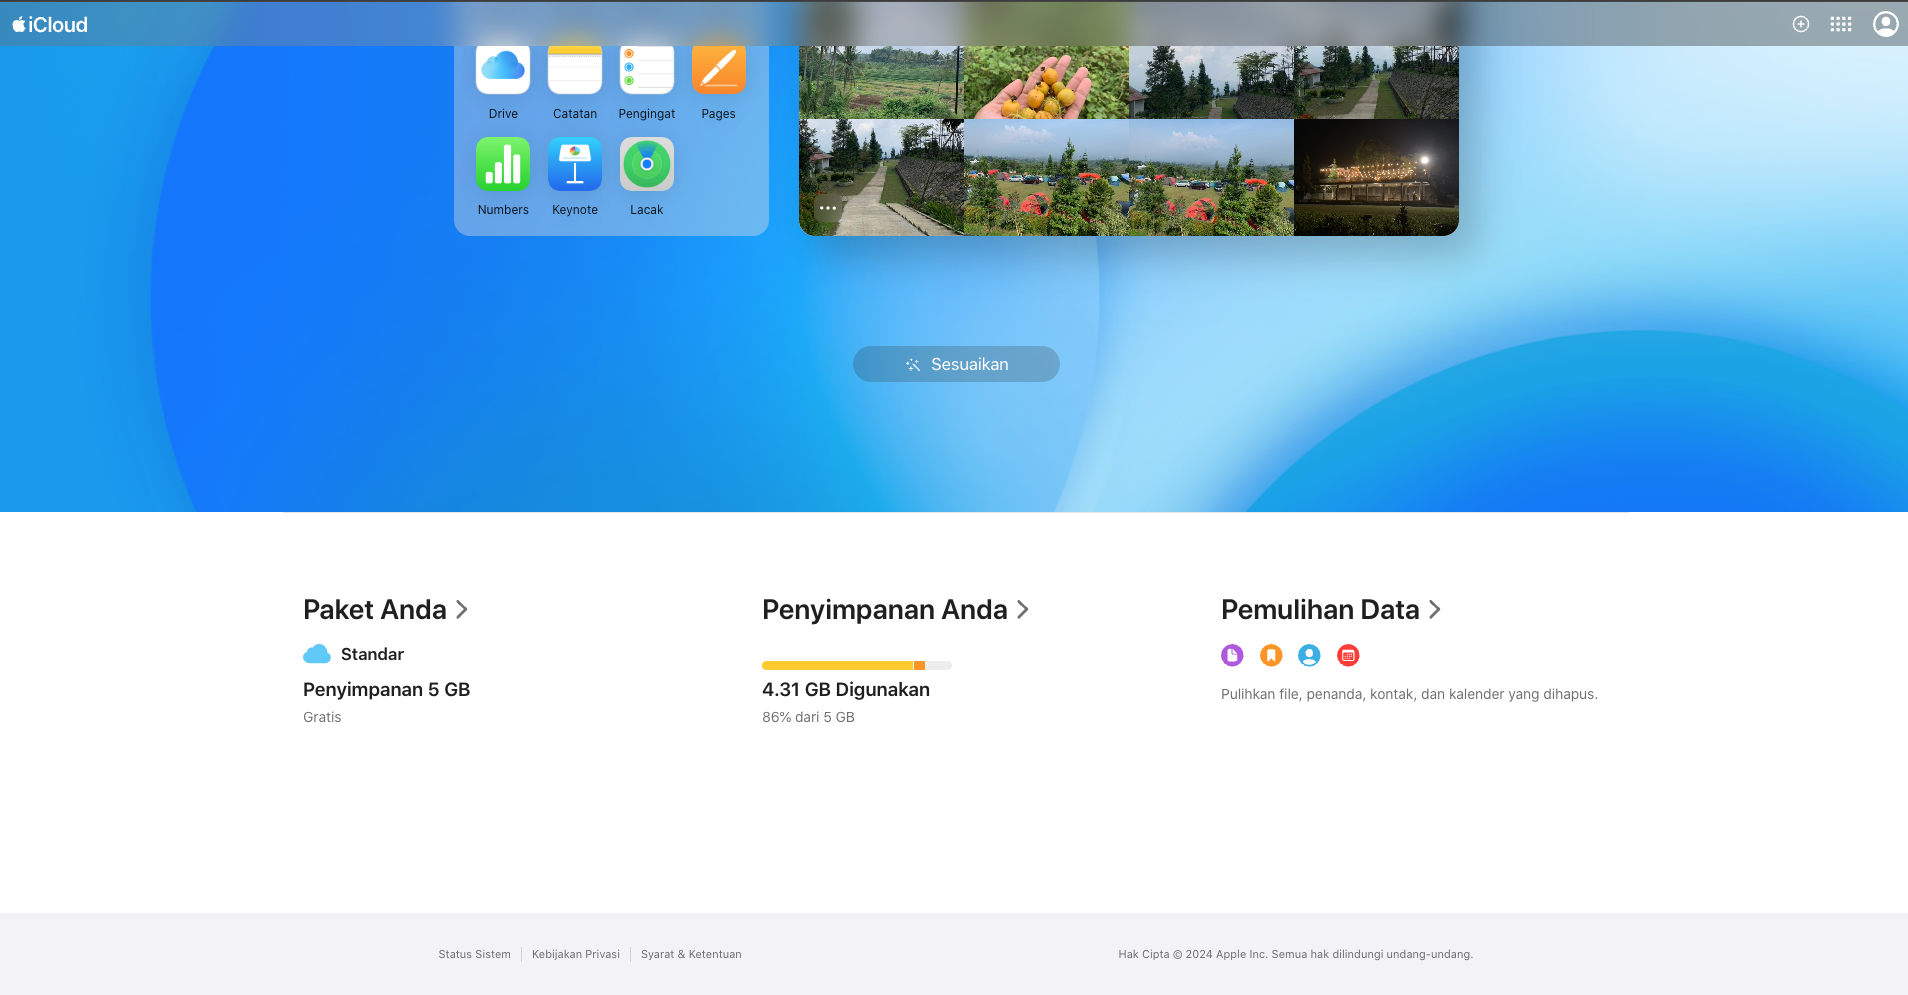 iCloud
Drive
Catatan
Pengingat
Pages
Numbers
Keynote
Lacak
Sesuaikan
Paket Anda
Standar
Penyimpanan 5 GB
Gratis
Penyimpanan Anda
4.31 GB Digunakan
86% dari 5 GB
Pemulihan Data
Pulihkan file, penanda, kontak, dan kalender yang dihapus.
Status Sistem
Kebijakan Privasi
Syarat & Ketentuan
Hak Cipta © 2024 Apple Inc. Semua hak dilindungi undang-undang.